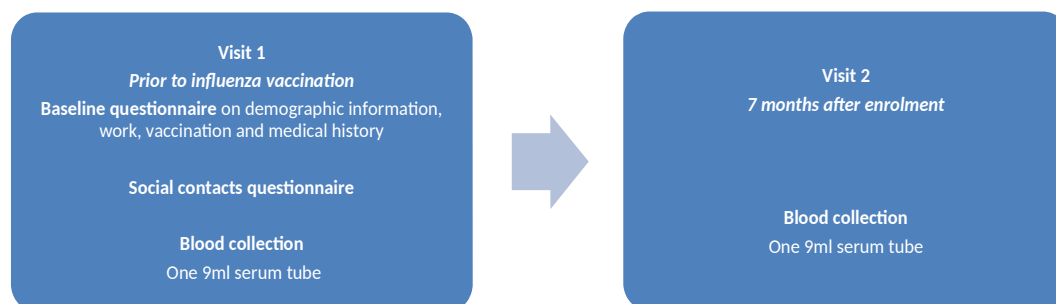 Visit 1
Prior to influenza vaccination
Baseline questionnaire on demographic information,
work, vaccination and medical history
Social contacts questionnaire
Blood collection
One 9ml serum tube
Visit 2
7 months after enrolment
Blood collection
One 9ml serum tube